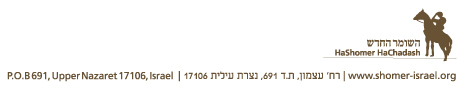 השומר החדש
HaShomer HaChadash
P.O.B 691, Upper Nazaret 17106, Israel | רח' עצמון, ת.ד 691, נצרת עילית 17106 | www.shomer-israel.org